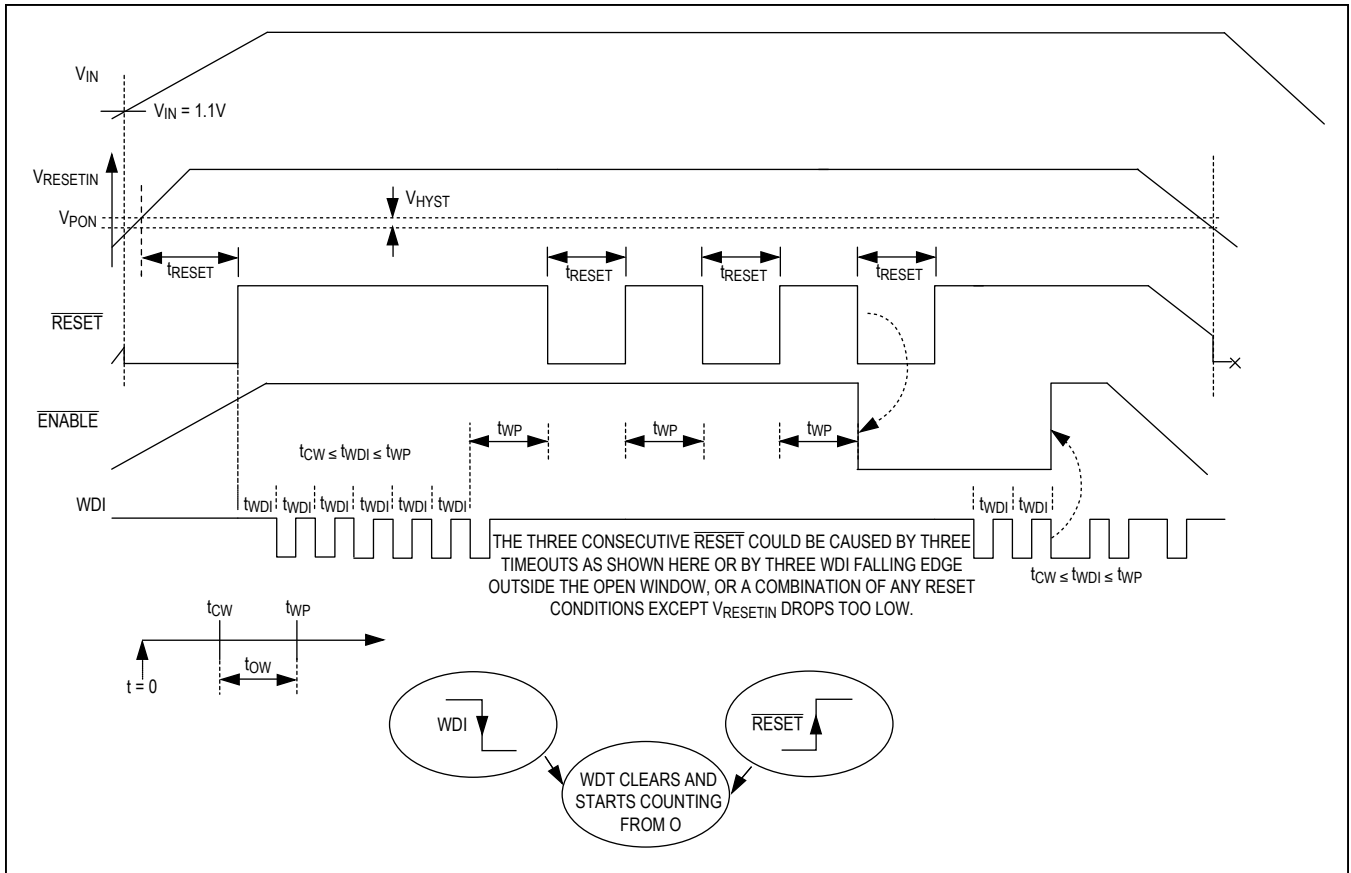 VIN
VIN = 1.1V
VRESETIN
VHYST
VPON
tRESET
tRESET
tRESET
tRESET
RESET
ENABLE
tWP
tWP
tWP
tCW ≤ tWDI ≤ tWP
WDI
tWDI tWDI tWDI tWDI tWDI tWDI
tWDI tWDI
THE THREE CONSECUTIVE RESET COULD BE CAUSED BY THREE
TIMEOUTS AS SHOWN HERE OR BY THREE WDI FALLING EDGE
OUTSIDE THE OPEN WINDOW, OR A COMBINATION OF ANY RESET
CONDITIONS EXCEPT VRESETIN DROPS TOO LOW.
tCW ≤ tWDI ≤ tWP
tCW
tWP
tOW
t = 0
WDI
RESET
WDT CLEARS AND
STARTS COUNTING
FROM O